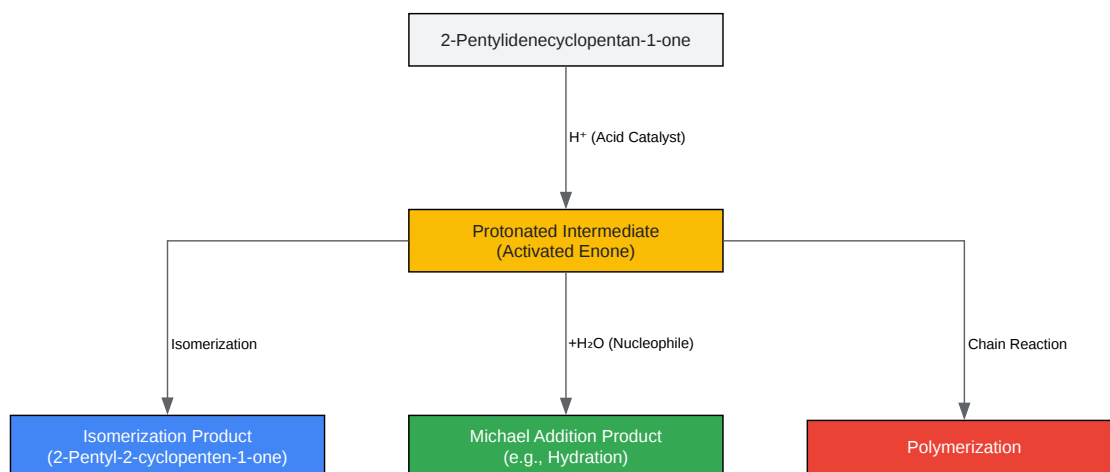 2-Pentylidenecyclopentan-1-one
H⁺ (Acid Catalyst)
Protonated Intermediate
(Activated Enone)
Isomerization
+H₂O (Nucleophile)
Chain Reaction
Isomerization Product
(2-Pentyl-2-cyclopenten-1-one)
Michael Addition Product
(e.g., Hydration)
Polymerization